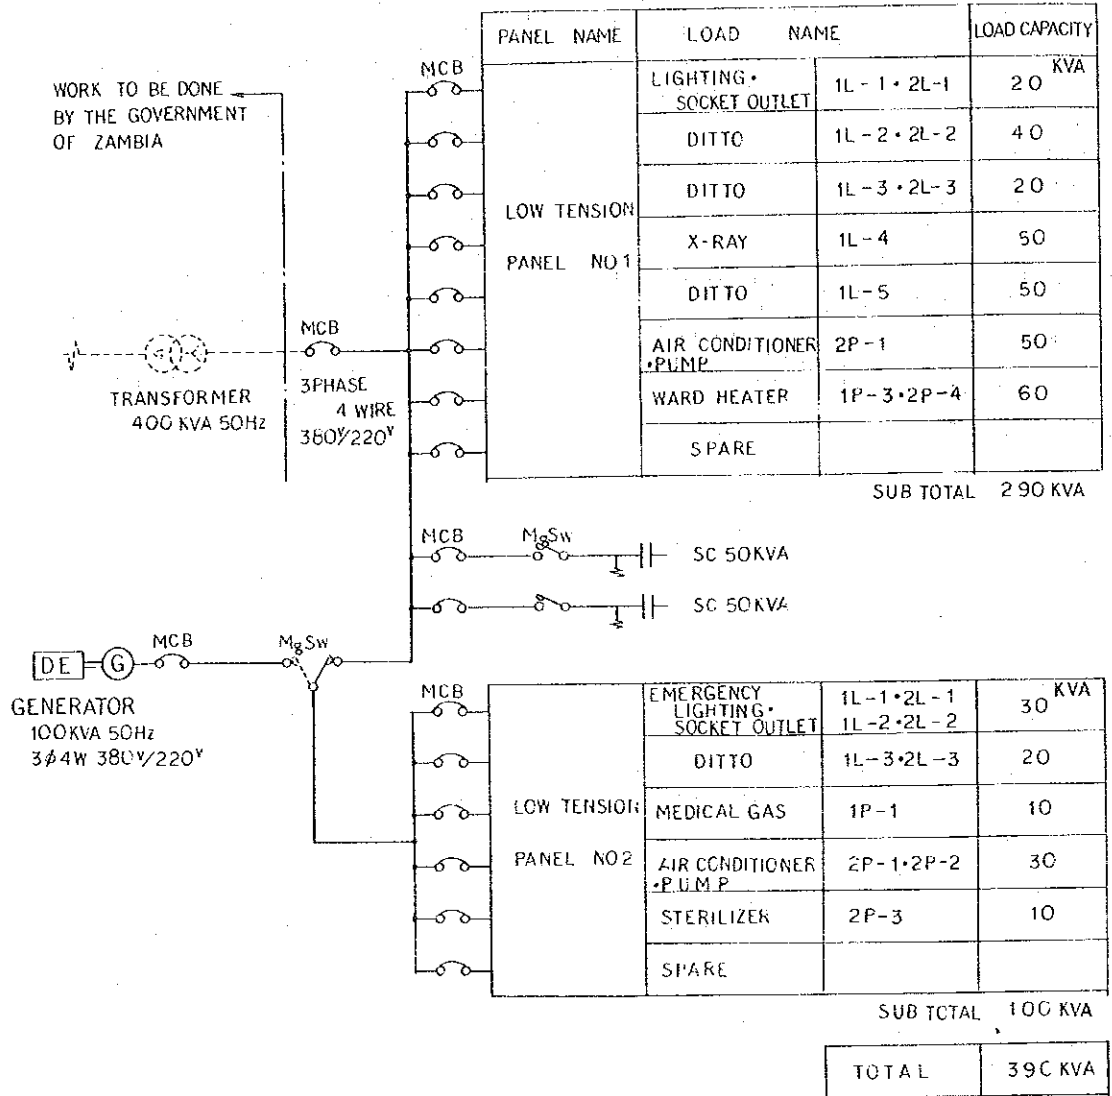 PANEL NAME LOAD NAME LOAD CAPACITY
WORK TO BE DONE
BY THE GOVERNMENT
OF ZAMBIA
MCB
LIGHTING・ 1L-1・2L-1 20 KVA
SOCKET OUTLET
DITTO 1L-2・2L-2 40
DITTO 1L-3・2L-3 20
LOW TENSION
PANEL NO1
X-RAY 1L-4 50
DITTO 1L-5 50
AIR CONDITIONER 2P-1 50
・PUMP
WARD HEATER 1P-3・2P-4 60
SPARE
SUB TOTAL 290 KVA
MCB
3PHASE
4 WIRE
380V/220V
TRANSFORMER
400 KVA 50Hz
MCB MgSw SC 50KVA
SC 50KVA
DE G MCB MgSw
GENERATOR
100KVA 50Hz
3φ4W 380V/220V
MCB
EMERGENCY 1L-1・2L-1 30 KVA
LIGHTING・
SOCKET OUTLET 1L-2・2L-2
DITTO 1L-3・2L-3 20
LOW TENSION
PANEL NO2
MEDICAL GAS 1P-1 10
AIR CONDITIONER 2P-1・2P-2 30
・PUMP
STERILIZER 2P-3 10
SPARE
SUB TOTAL 100 KVA
TOTAL 390 KVA